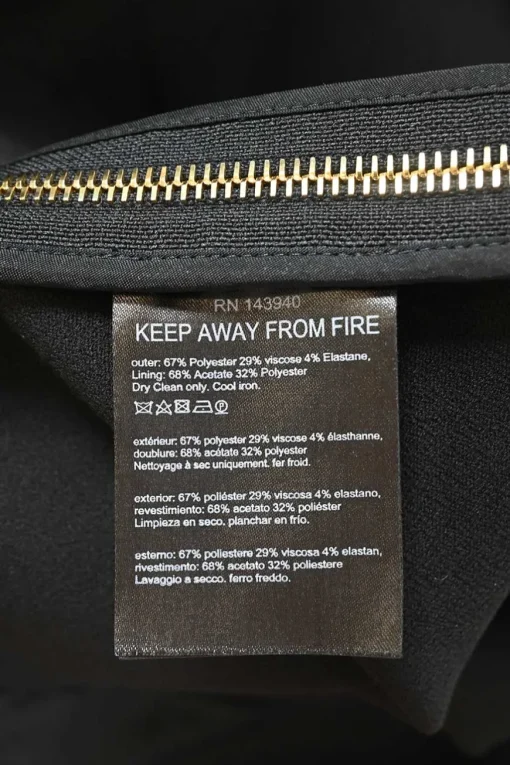 RN 143940
KEEP AWAY FROM FIRE
outer: 67% Polyester 29% viscose 4% Elastane,
Lining: 68% Acetate 32% Polyester
Dry Clean only. Cool iron.
P
extérieur: 67% polyester 29% viscose 4% élasthanne,
doublure: 68% acétate 32% polyester
Nettoyage à sec uniquement. fer froid.
exterior: 67% poliéster 29% viscosa 4% elastano,
revestimiento: 68% acetato 32% poliéster
Limpieza en seco. planchar en frio.
esterno: 67% poliestere 29% viscosa 4% elastan,
rivestimento: 68% acetato 32% poliestere
Lavaggio a secco. ferro freddo.